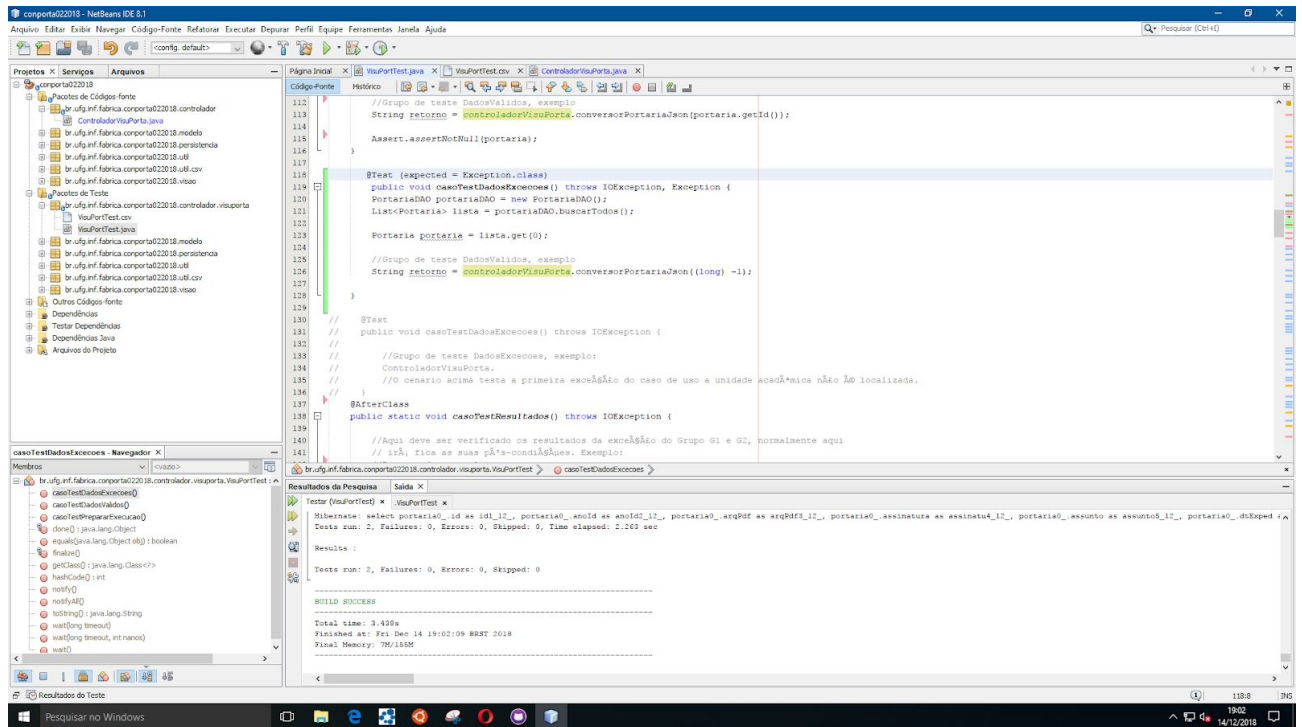 conporta022018 - NetBeans IDE 8.1
Arquivo Editar Exibir Navegar Código-Fonte Refatorar Executar Depurar Perfil Equipe Ferramentas Janela Ajuda
Pesquisar (Ctrl+I)
<config. default>
Projetos Serviços Arquivos
conporta022018
Pacotes de Códigos-fonte
br.ufg.inf.fabrica.conporta022018.controlador
ControladorVisuPorta.java
br.ufg.inf.fabrica.conporta022018.modelo
br.ufg.inf.fabrica.conporta022018.persistencia
br.ufg.inf.fabrica.conporta022018.util
br.ufg.inf.fabrica.conporta022018.util.csv
br.ufg.inf.fabrica.conporta022018.visao
Pacotes de Teste
br.ufg.inf.fabrica.conporta022018.controlador.visuporta
VisuPortTest.csv
VisuPortTest.java
br.ufg.inf.fabrica.conporta022018.modelo
br.ufg.inf.fabrica.conporta022018.persistencia
br.ufg.inf.fabrica.conporta022018.util
br.ufg.inf.fabrica.conporta022018.util.csv
br.ufg.inf.fabrica.conporta022018.visao
Outros Códigos-fonte
Dependências
Testar Dependências
Dependências Java
Arquivos do Projeto
Página Inicial VisuPortTest.java VisuPortTest.csv ControladorVisuPorta.java
Código-Fonte Histórico
112 //Grupo de teste DadosValidos, exemplo
113 String retorno = controladorVisuPorta.conversorPortariaJson(portaria.getId());
114
115 Assert.assertNotNull(portaria);
116 }
117
118 @Test (expected = Exception.class)
119 public void casoTestDadosExcecoes() throws IOException, Exception {
120 PortariaDAO portariaDAO = new PortariaDAO();
121 List<Portaria> lista = portariaDAO.buscarTodos();
122
123 Portaria portaria = lista.get(0);
124
125 //Grupo de teste DadosValidos, exemplo
126 String retorno = controladorVisuPorta.conversorPortariaJson((long) -1);
127
128 }
129
130 // @Test
131 // public void casoTestDadosExcecoes() throws IOException {
132 //
133 // //Grupo de teste DadosExcecoes, exemplo:
134 // ControladorVisuPorta.
135 // //O cenario acima testa a primeira exceÃ§Ã£o do caso de uso a unidade acadÃªmica nÃ£o Ã© localizada.
136 // }
137 @AfterClass
138 public static void casoTestResultados() throws IOException {
139
140 //Aqui deve ser verificado os resultados da exceÃ§Ã£o do Grupo G1 e G2, normalmente aqui
141 // irÃ¡ fica as suas pÃ³s-condiÃ§Ãµes. Exemplo:
br.ufg.inf.fabrica.conporta022018.controlador.visuporta.VisuPortTest casoTestDadosExcecoes
casoTestDadosExcecoes - Navegador
Membros <vazio>
br.ufg.inf.fabrica.conporta022018.controlador.visuporta.VisuPortTest :
casoTestDadosExcecoes()
casoTestDadosValidos()
casoTestPrepararExecucao()
done() : java.lang.Object
equals(java.lang.Object obj) : boolean
finalize()
getClass() : java.lang.Class<?>
hashCode() : int
notify()
notifyAll()
toString() : java.lang.String
wait(long timeout)
wait(long timeout, int nanos)
wait()
Resultados da Pesquisa Saída
Testar (VisuPortTest) .VisuPortTest
Hibernate: select portaria0_.id as id1_12_, portaria0_.anoId as anoId2_12_, portaria0_.arqPdf as arqPdf3_12_, portaria0_.assinatura as assinatu4_12_, portaria0_.assunto as assunto5_12_, portaria0_.dtExped
Tests run: 2, Failures: 0, Errors: 0, Skipped: 0, Time elapsed: 2.263 sec
Results :
Tests run: 2, Failures: 0, Errors: 0, Skipped: 0
------------------------------------------------------------------------
BUILD SUCCESS
------------------------------------------------------------------------
Total time: 3.438s
Finished at: Fri Dec 14 19:02:09 BRST 2018
Final Memory: 7M/155M
------------------------------------------------------------------------
Resultados do Teste
118:8 INS
Pesquisar no Windows
19:02
14/12/2018